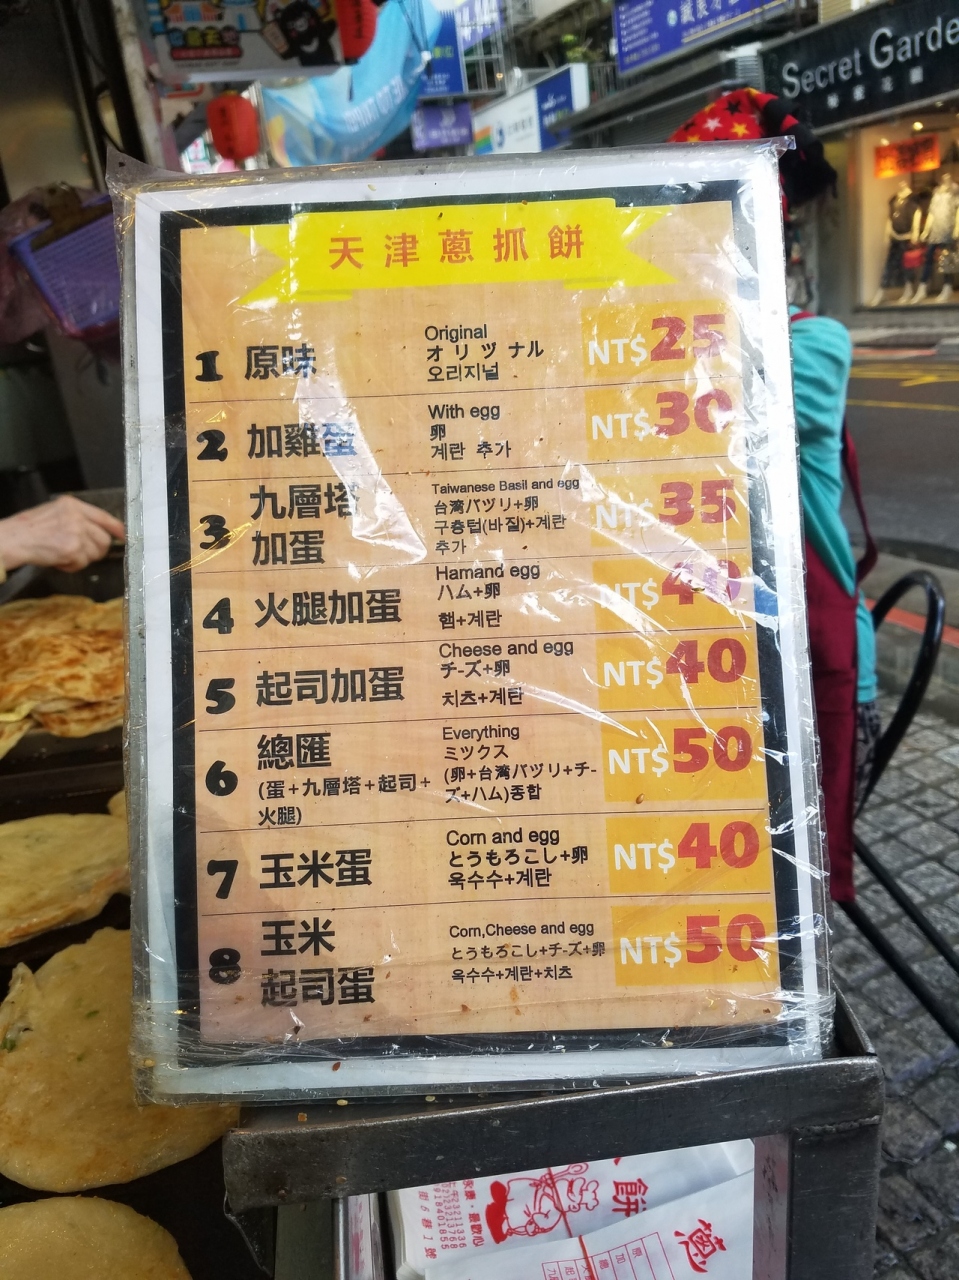 Secret Garde
天津蔥抓餅
1 原味
Original
オリツナル
오리지널
NT$25
2 加雞蛋
With egg
卵
계란 추가
NT$30
3 九層塔
加蛋
Taiwanese Basil and egg
台湾バヅリ+卵
구층텁(바질)+계란
추가
NT$35
4 火腿加蛋
Hamand egg
ハム+卵
햄+계란
NT$40
5 起司加蛋
Cheese and egg
チ-ズ+卵
치츠+계란
NT$40
6 總匯
(蛋+九層塔+起司+
火腿)
Everything
ミツクス
(卵+台湾バヅリ+チ-
ズ+ハム)종합
NT$50
7 玉米蛋
Corn and egg
とうもろこし+卵
옥수수+계란
NT$40
8 玉米
起司蛋
Corn,Cheese and egg
とうもろこし+チ-ズ+卵
옥수수+계란+치츠
NT$50
餅
蔥